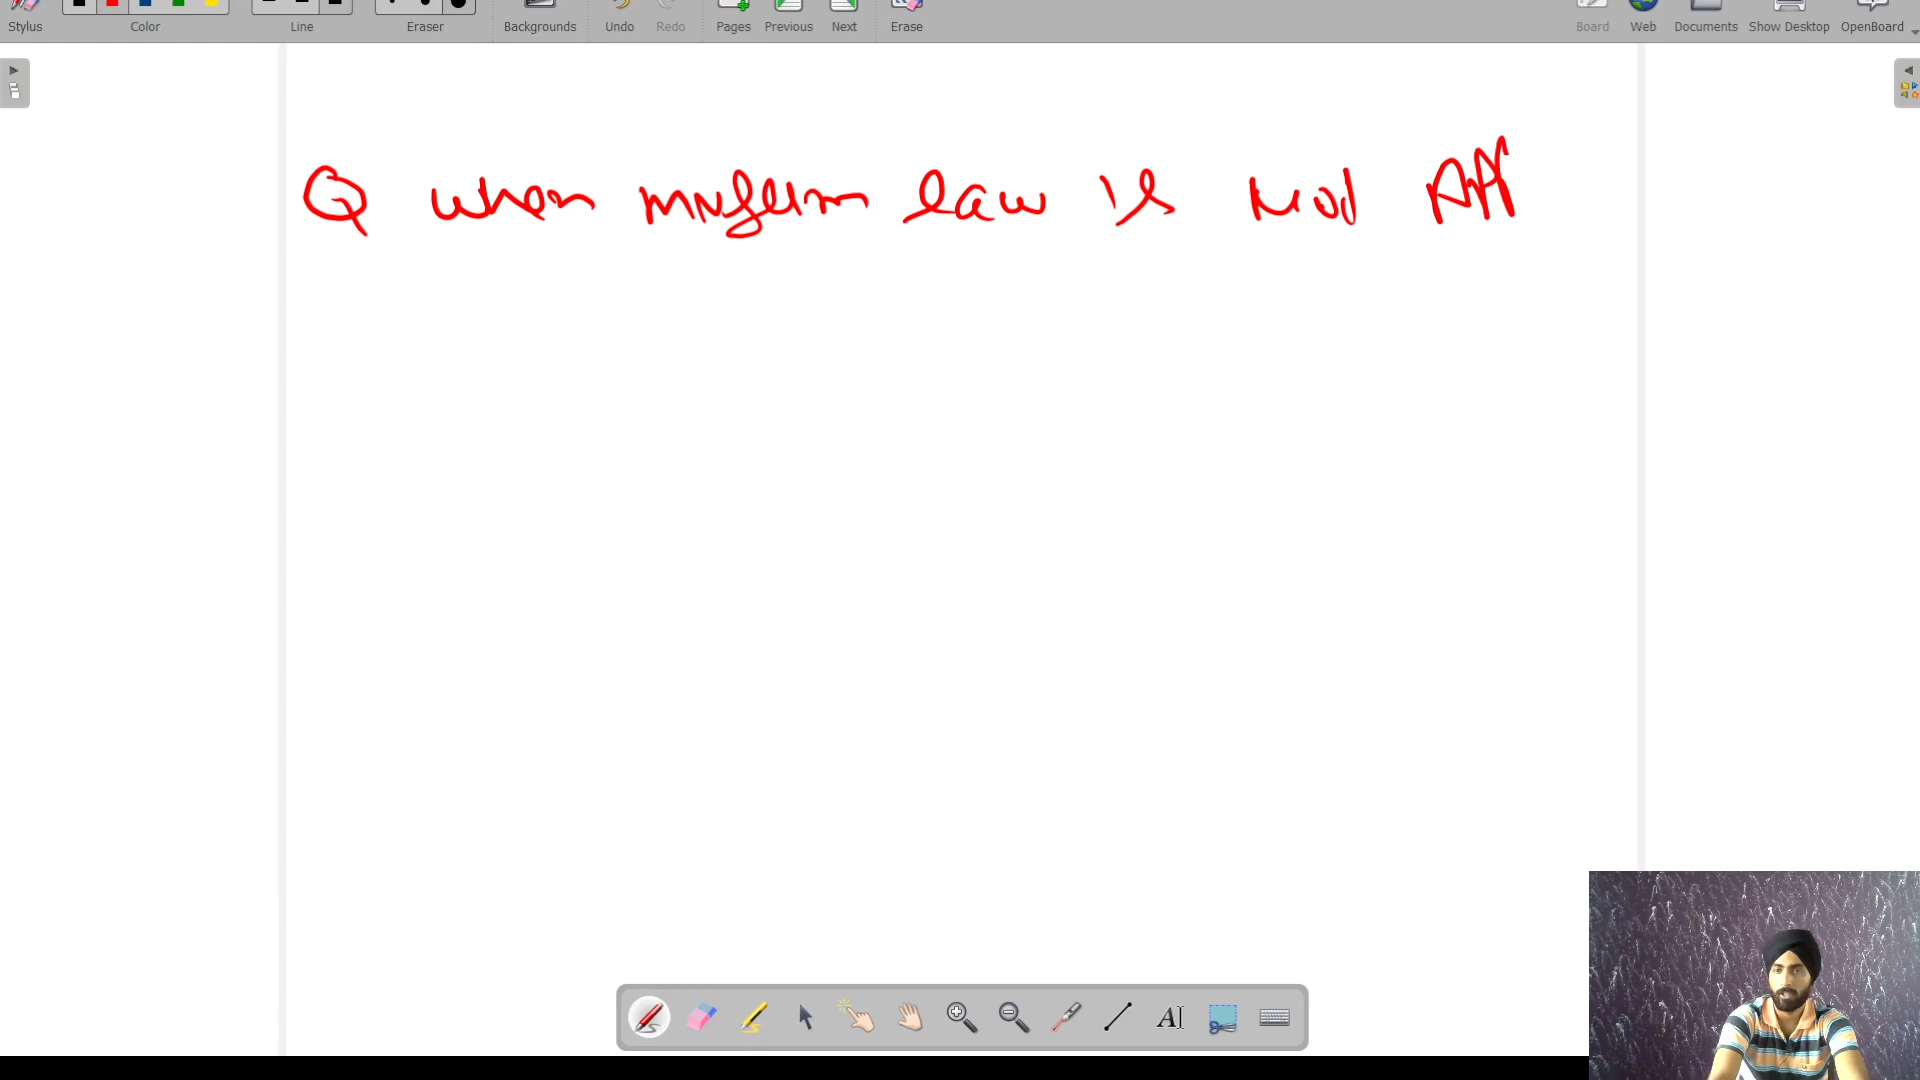 Stylus Color Line Eraser Backgrounds Undo Redo Pages Previous Next Erase Board Web Documents Show Desktop OpenBoard
Q when muslim law is Not APP